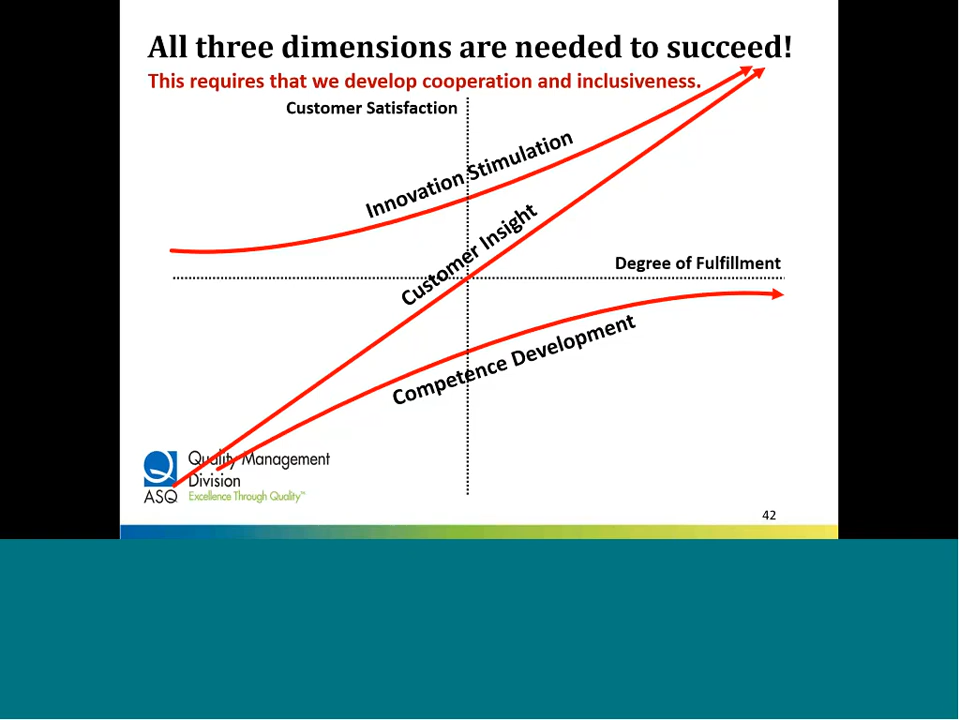 All three dimensions are needed to succeed!
This requires that we develop cooperation and inclusiveness.
Customer Satisfaction
Innovation Stimulation
Customer Insight
Degree of Fulfillment
Competence Development
Quality Management
Division
ASQ Excellence Through Quality™
42